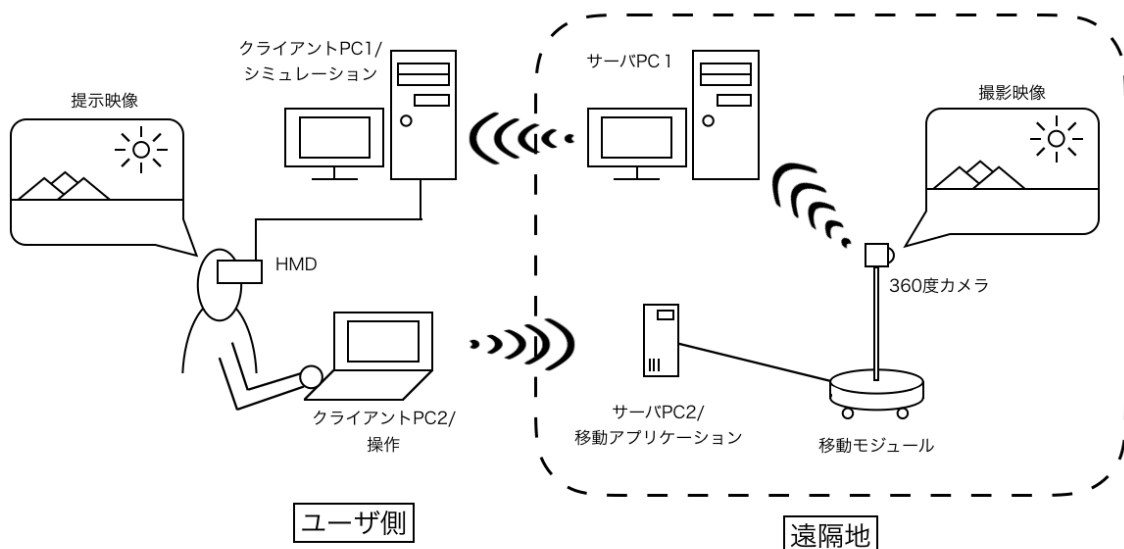 クライアントPC1/
シミュレーション
サーバPC１
提示映像
撮影映像
HMD
360度カメラ
クライアントPC2/
操作
サーバPC2/
移動アプリケーション
移動モジュール
ユーザ側
遠隔地